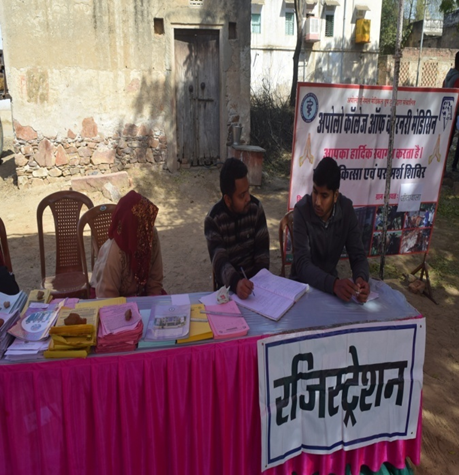 अपोलो कॉलेज ऑफ वेटरनरी मेडिसिन
आपका हार्दिक स्वागत करता है।
चिकित्सा एवं परामर्श शिविर
रजिस्ट्रेशन